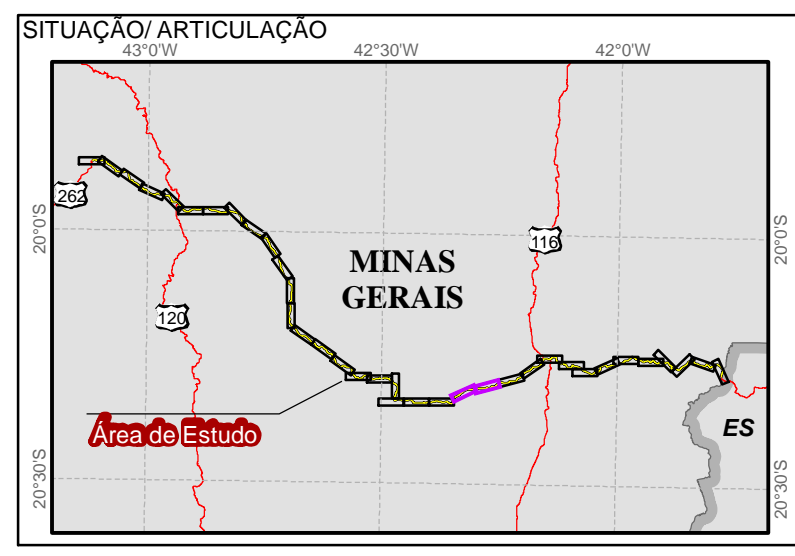 SITUAÇÃO/ ARTICULAÇÃO
43°0'W
42°30'W
42°0'W
262
20°0'S
116
20°0'S
MINAS
GERAIS
120
Área de Estudo
ES
20°30'S
20°30'S